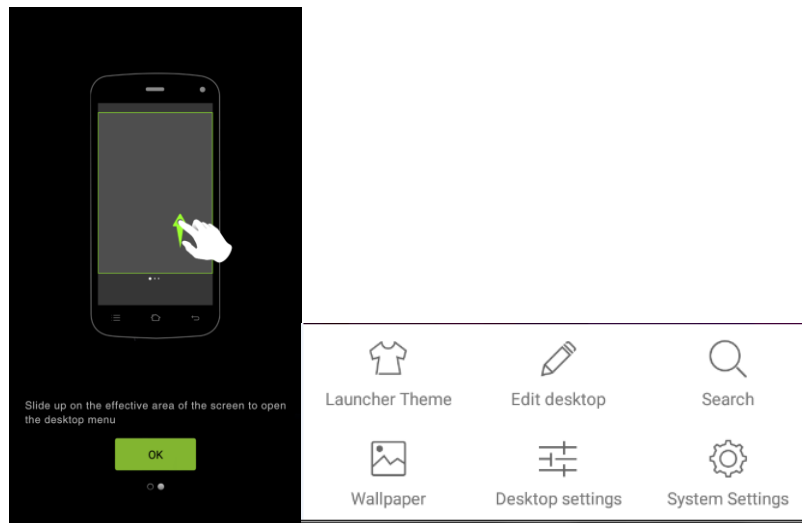 Slide up on the effective area of the screen to open
the desktop menu
OK
Launcher Theme
Edit desktop
Search
Wallpaper
Desktop settings
System Settings